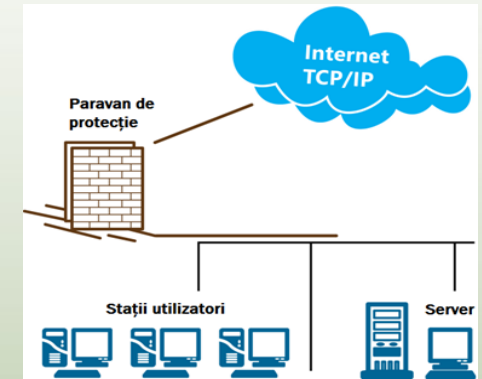 Internet
TCP/IP
Paravan de
protecție
Stații utilizatori
Server